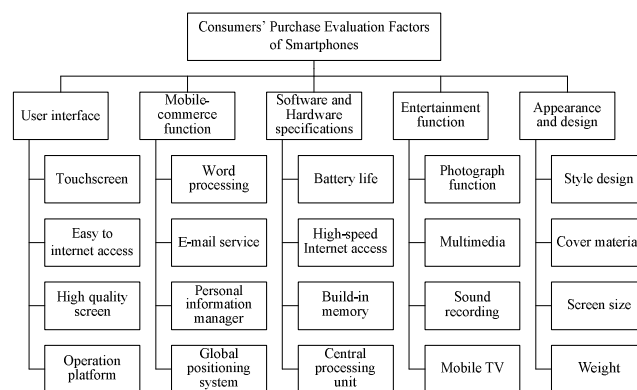 Consumers' Purchase Evaluation Factors
of Smartphones
User interface
Mobile-
commerce
function
Software and
Hardware
specifications
Entertainment
function
Appearance
and design
Touchscreen
Word
processing
Battery life
Photograph
function
Style design
Easy to
internet access
E-mail service
High-speed
Internet access
Multimedia
Cover material
High quality
screen
Personal
information
manager
Build-in
memory
Sound
recording
Screen size
Operation
platform
Global
positioning
system
Central
processing
unit
Mobile TV
Weight